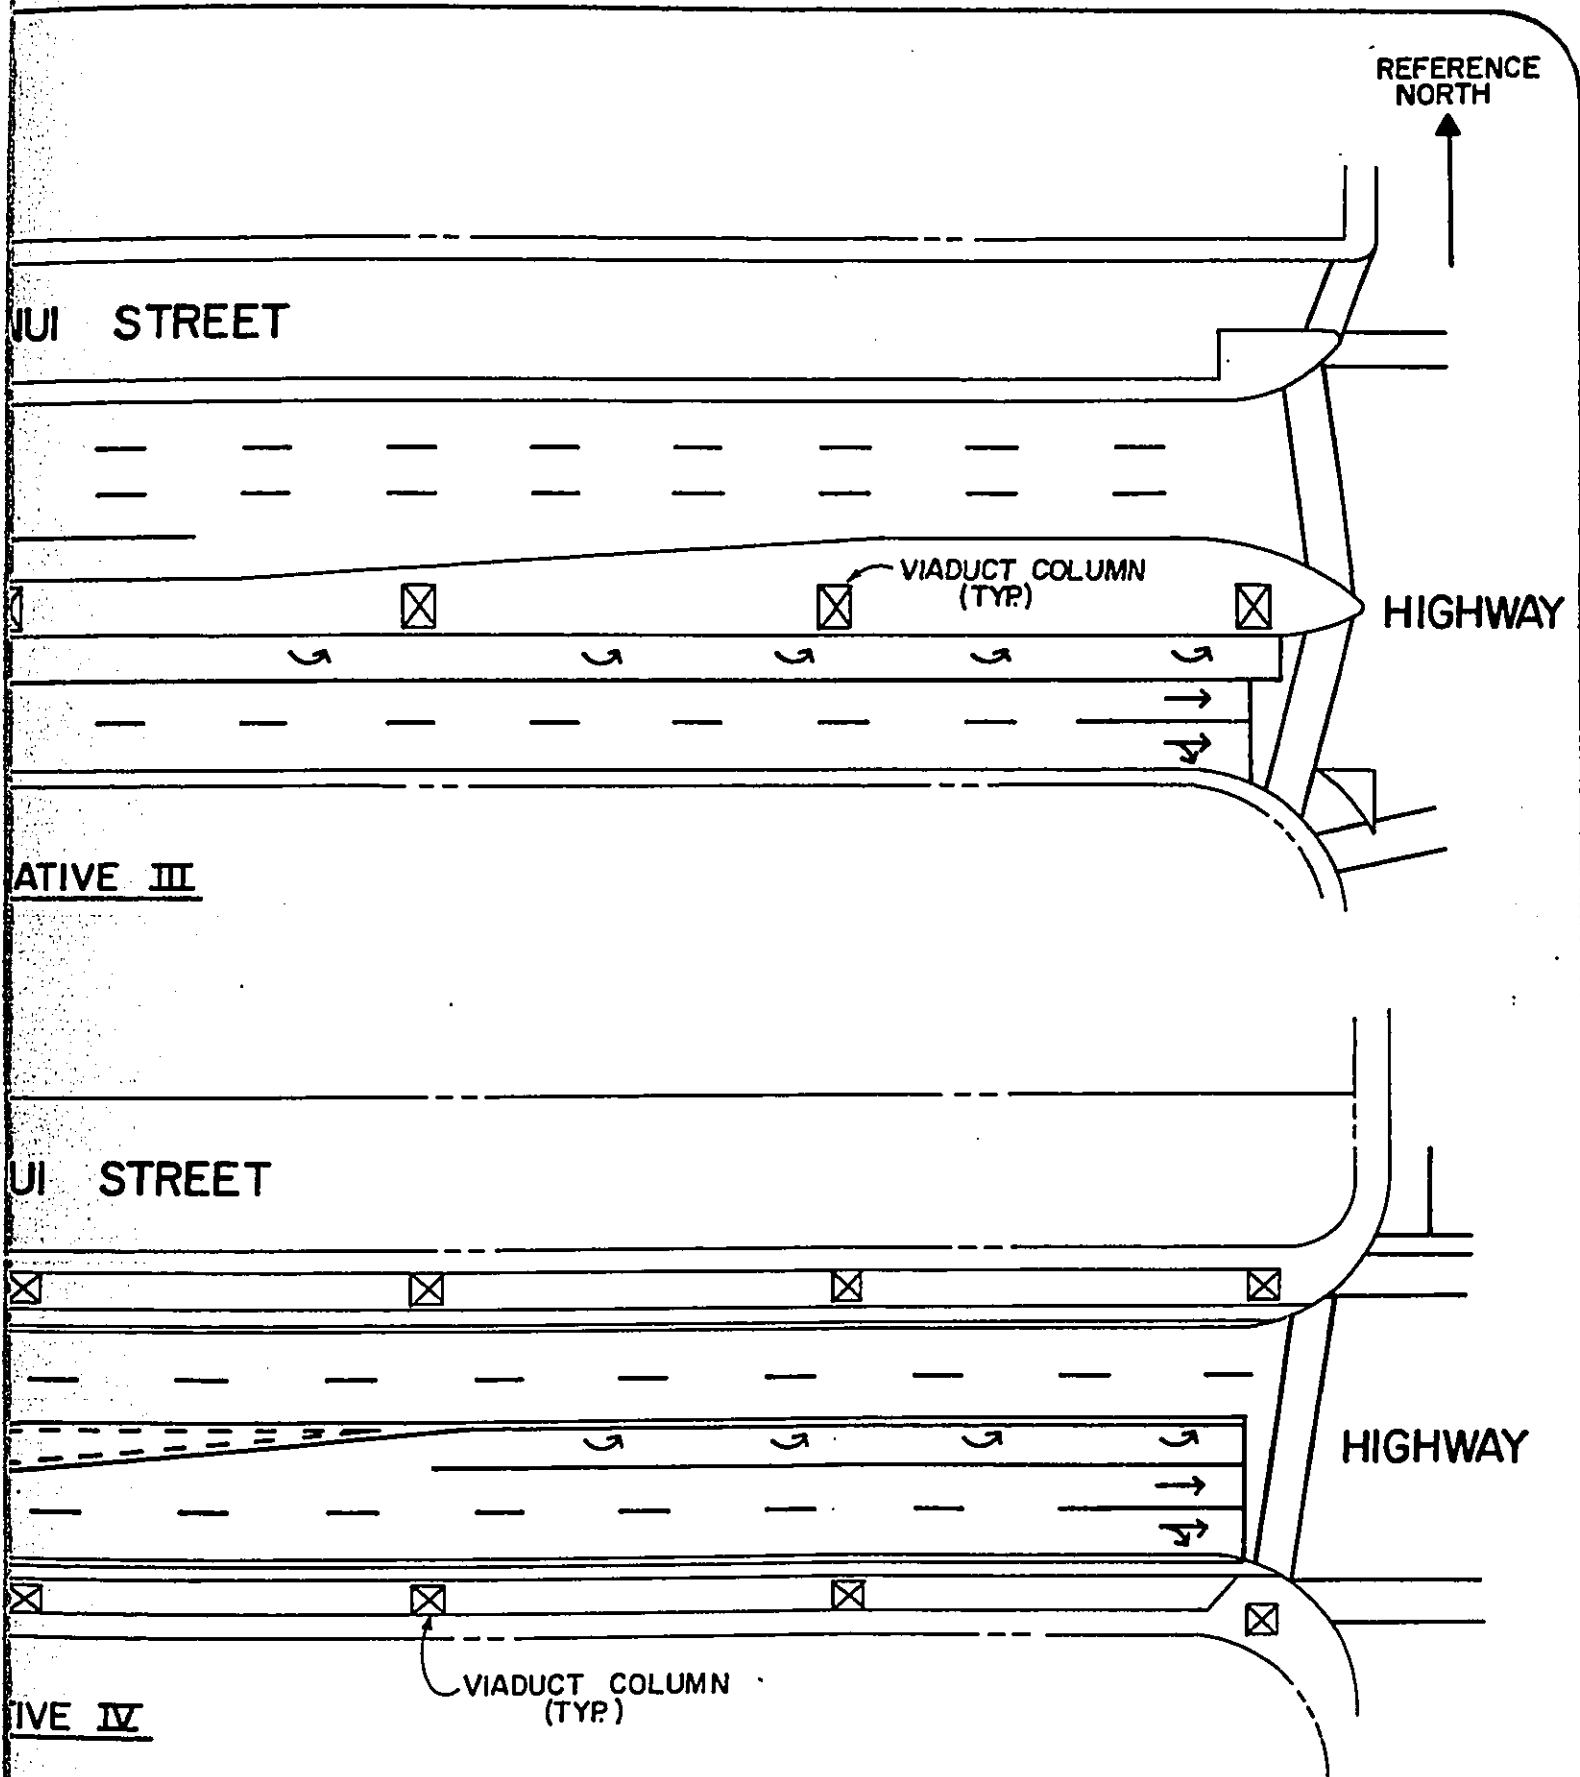 REFERENCE
NORTH
NUI STREET
VIADUCT COLUMN
(TYP.)
HIGHWAY
ATIVE III
UI STREET
HIGHWAY
VIADUCT COLUMN
(TYP.)
TIVE IV